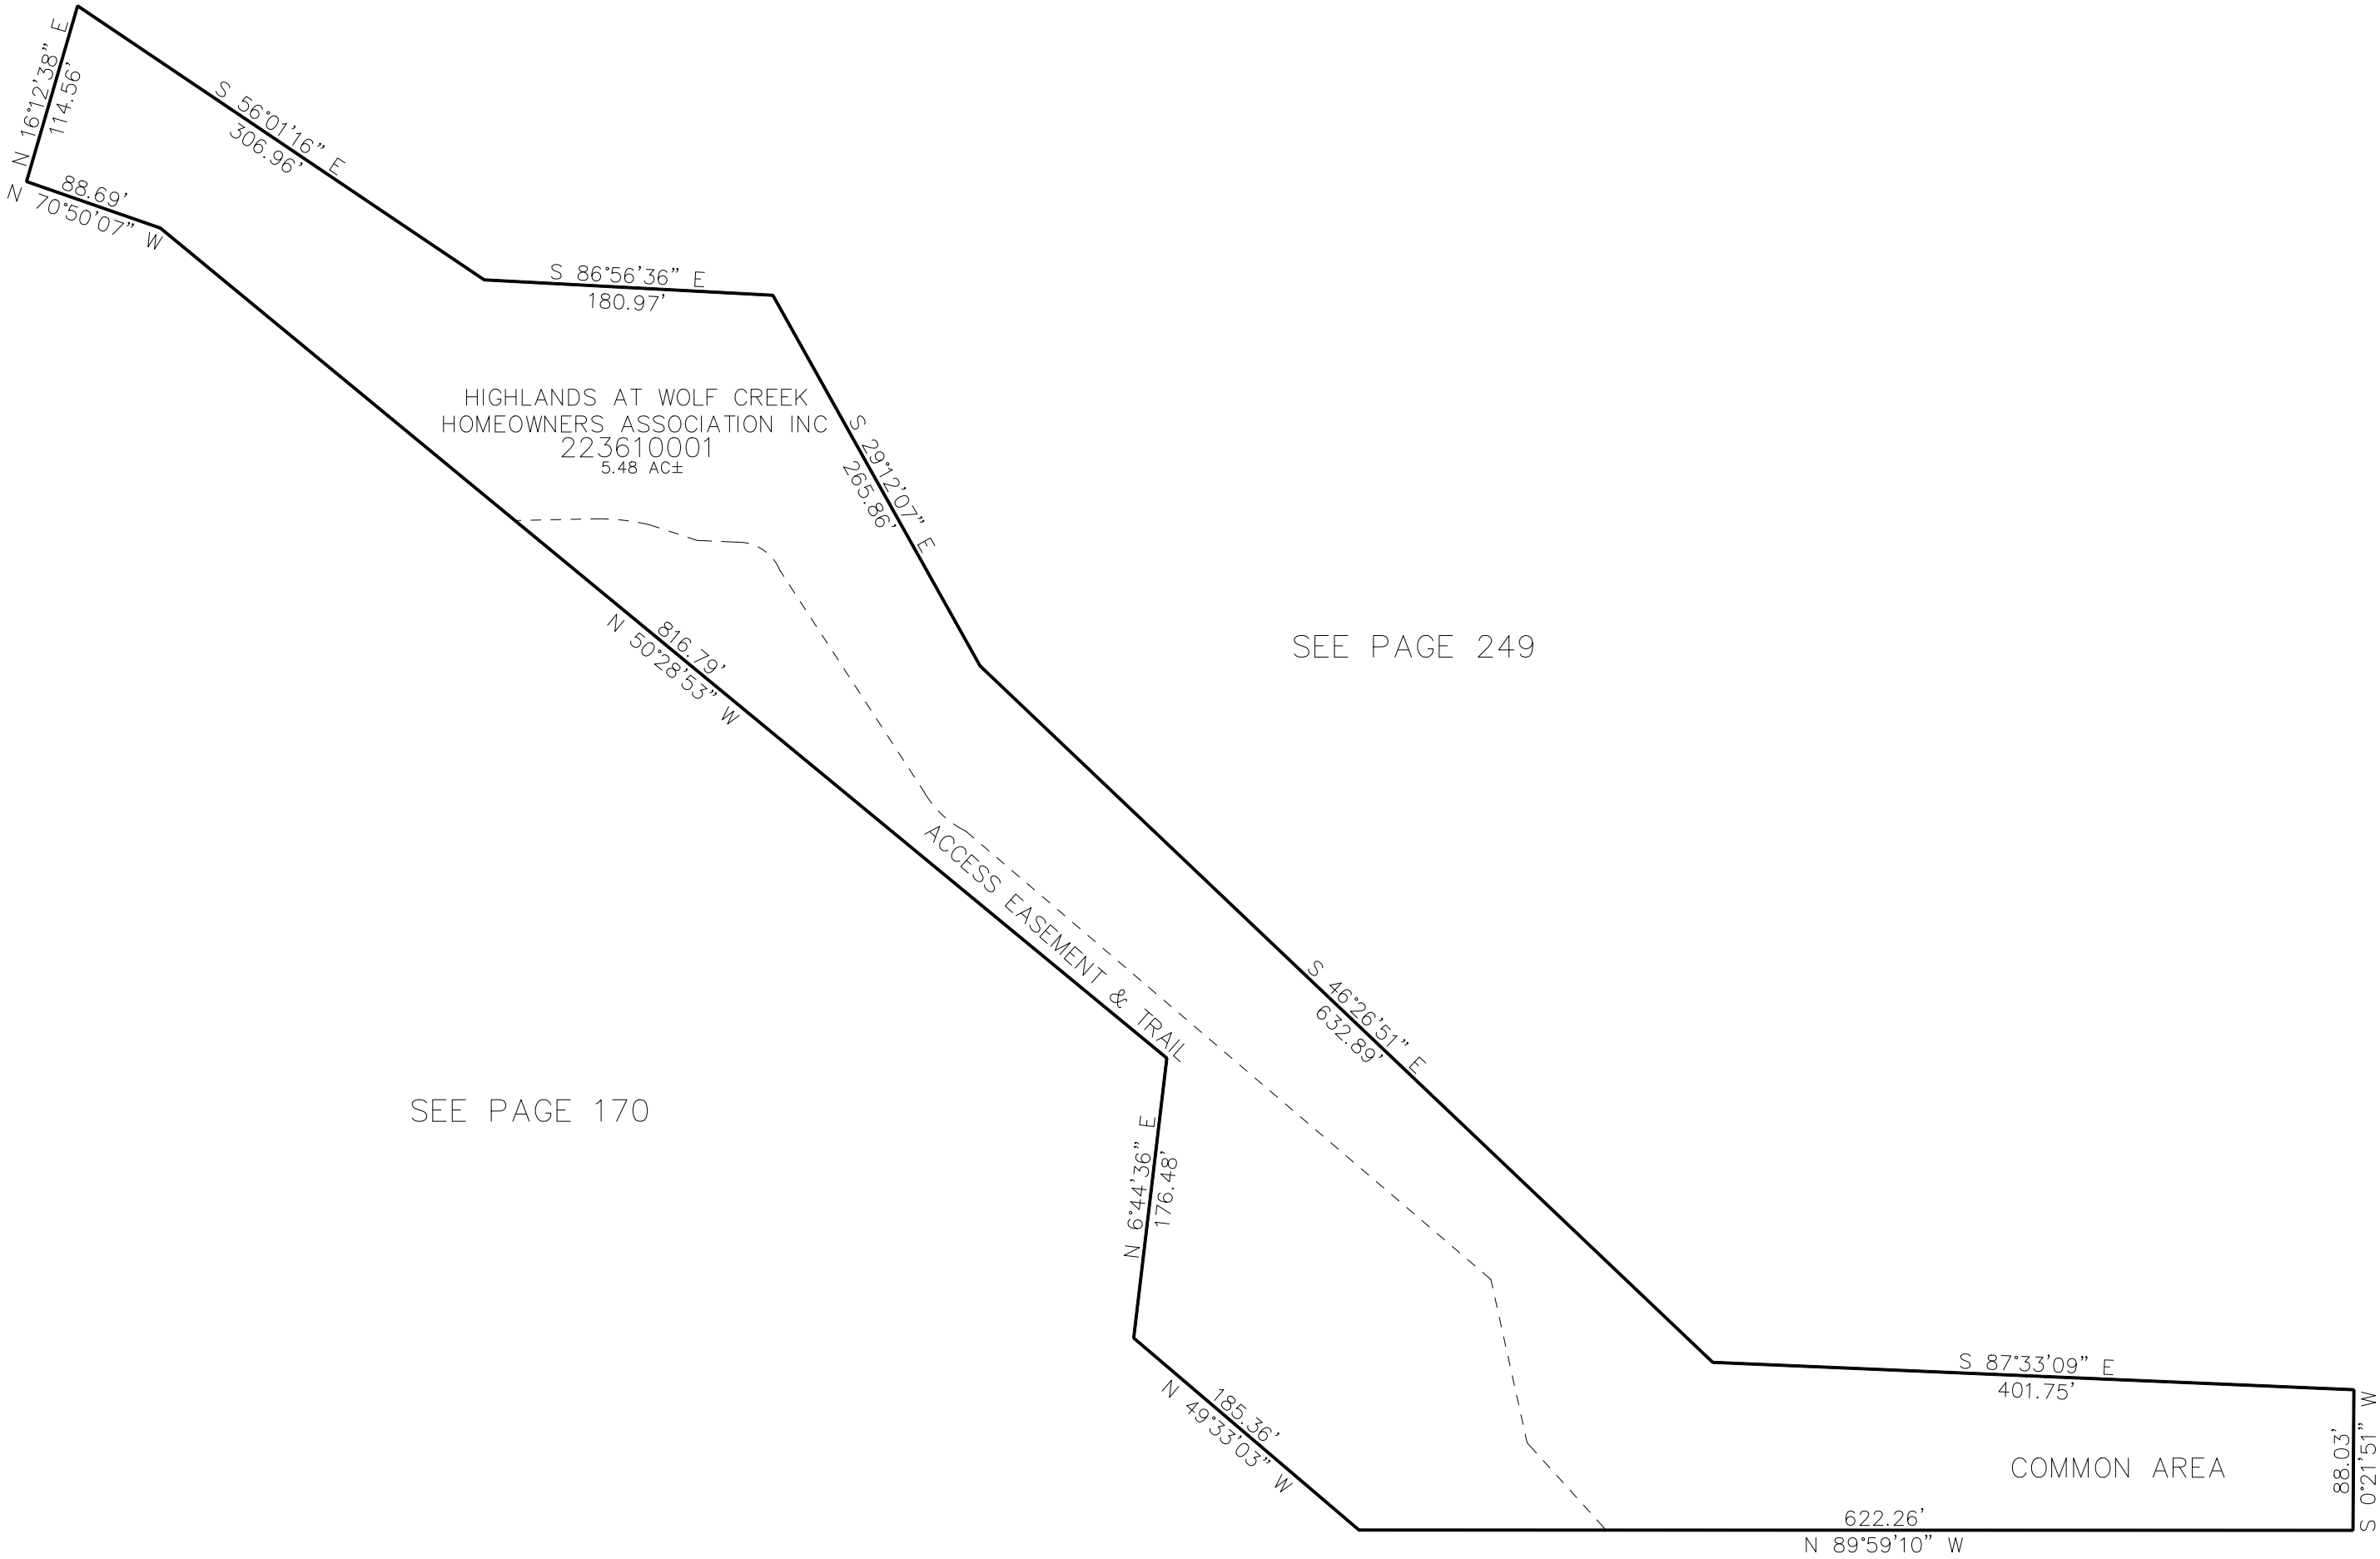 N 16°12'38" E
114.56'
S 56°01'16" E
306.96'
88.69'
N 70°50'07" W
S 86°56'36" E
180.97'
HIGHLANDS AT WOLF CREEK
HOMEOWNERS ASSOCIATION INC
223610001
5.48 AC±
S 29°12'07" E
265.86'
816.79'
N 50°28'53" W
SEE PAGE 249
ACCESS EASEMENT & TRAIL
S 46°26'51" E
632.89'
SEE PAGE 170
N 6°44'36" E
176.48'
185.36'
N 49°33'03" W
S 87°33'09" E
401.75'
COMMON AREA
88.03'
S 0°21'51" W
622.26'
N 89°59'10" W